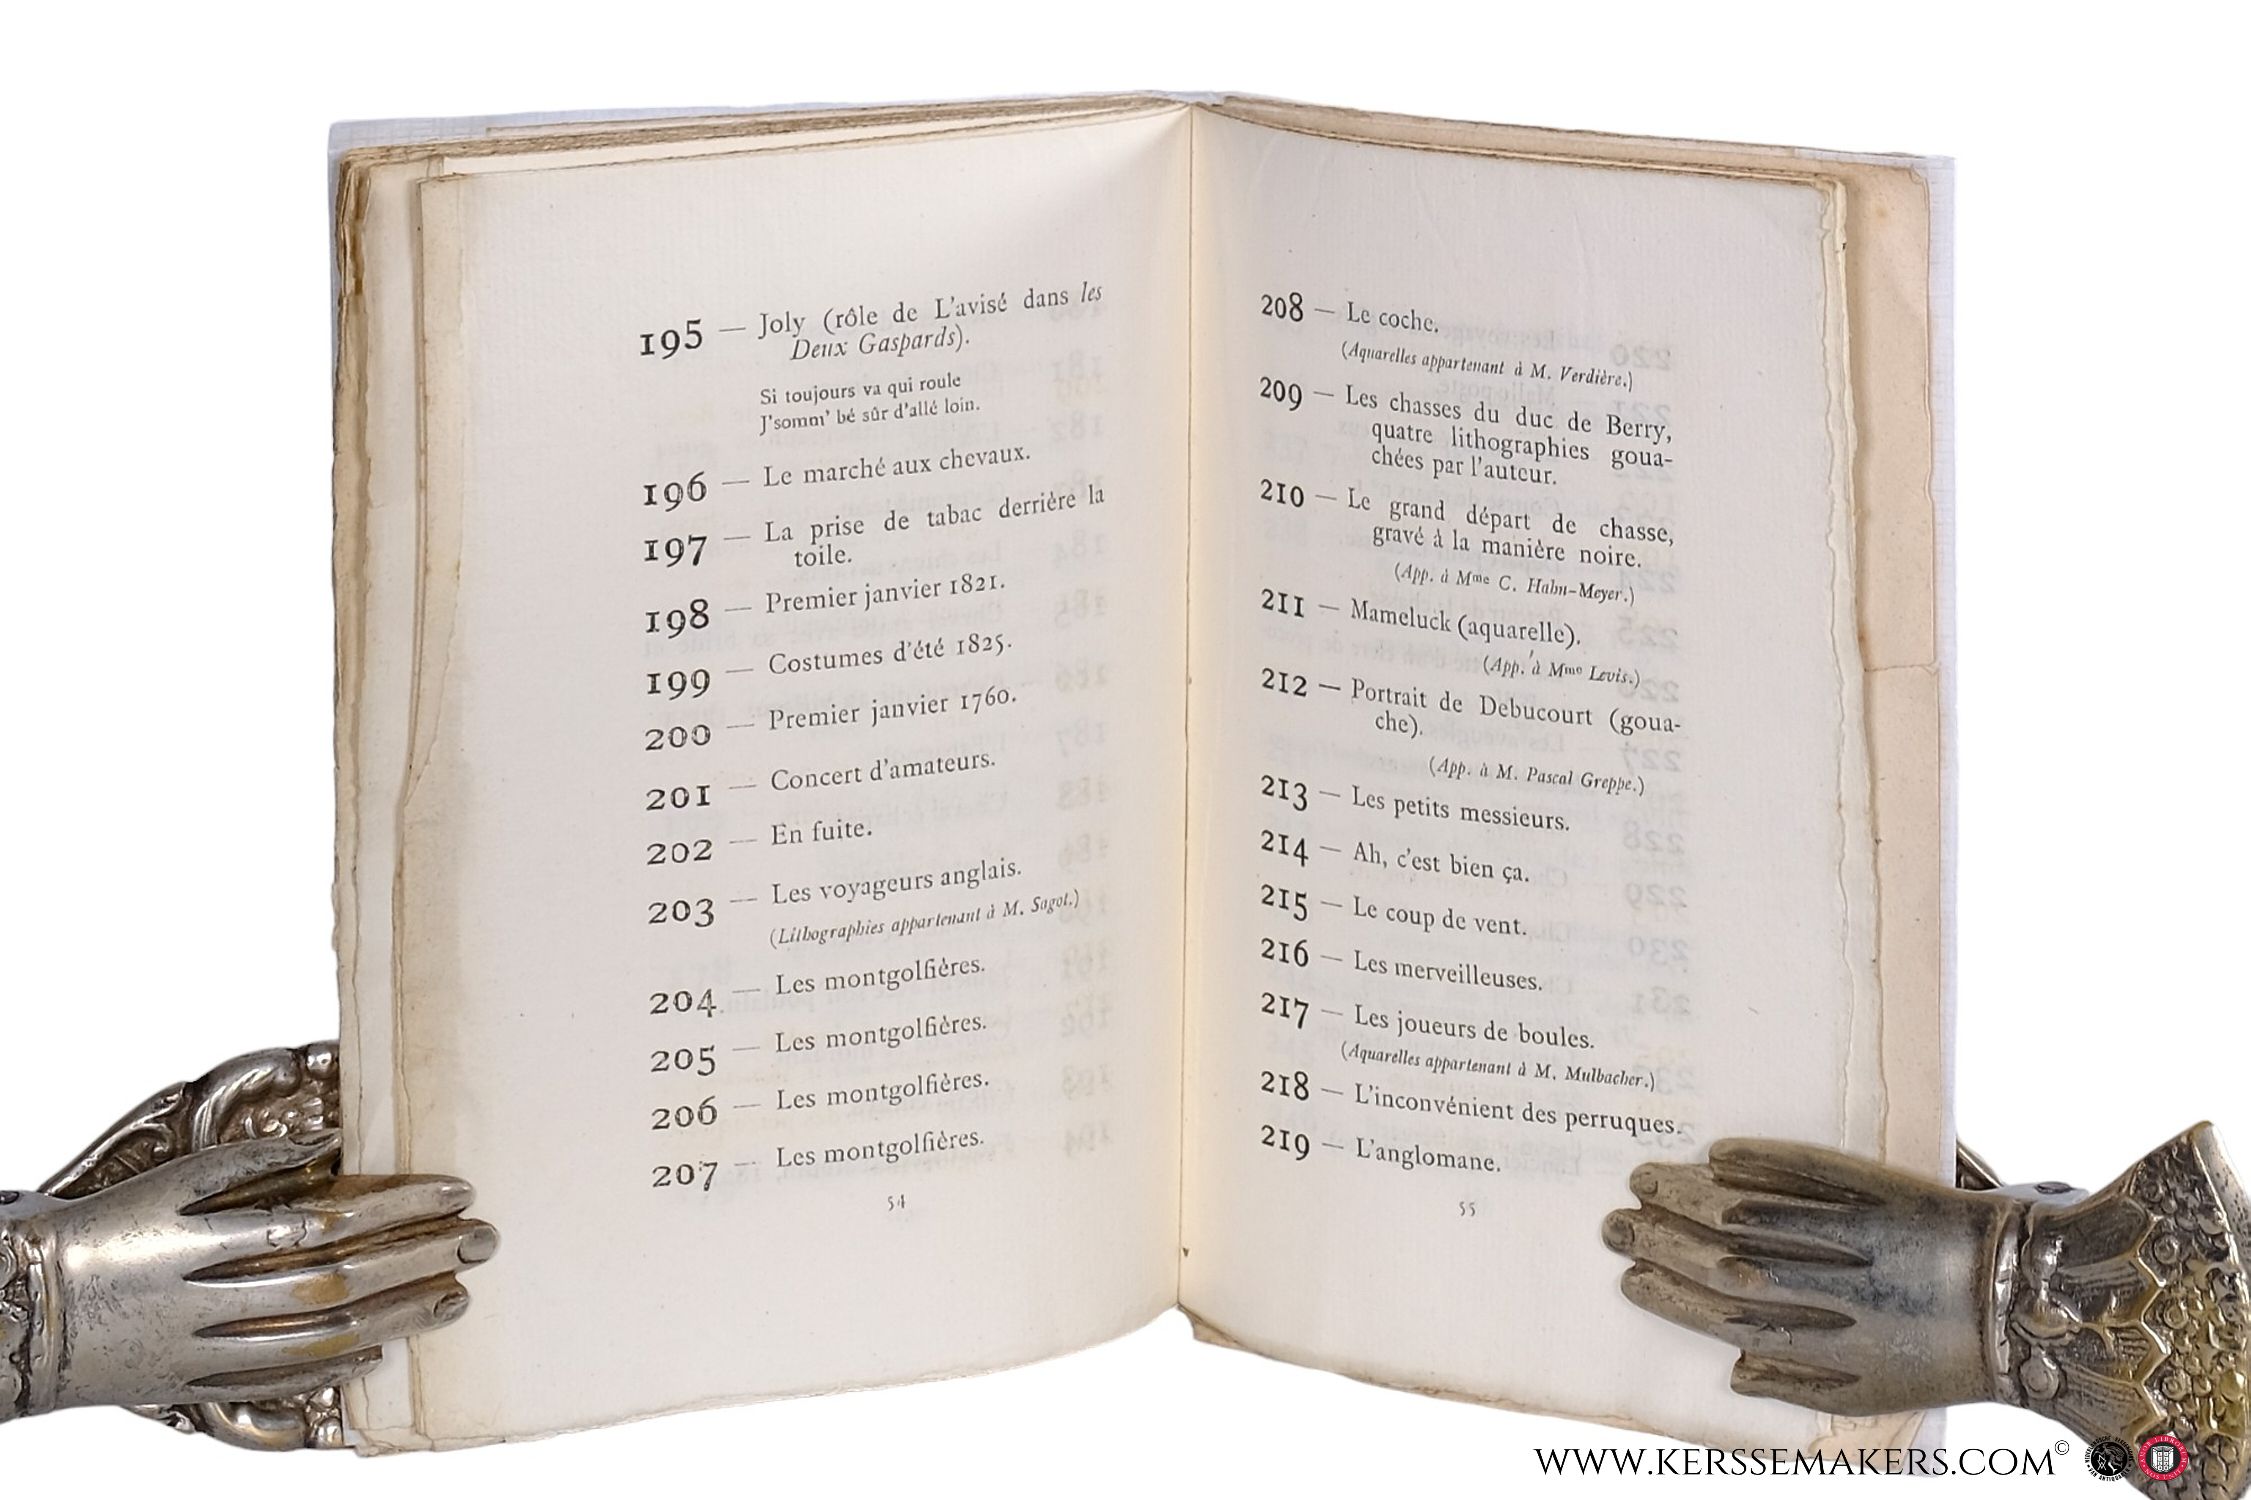 195 — Joly (rôle de L'avisé dans les
Deux Gaspards).
Si toujours va qui roule
J'somm' bé sûr d'allé loin.
196 — Le marché aux chevaux.
197 — La prise de tabac derrière la
toile.
198 — Premier janvier 1821.
199 — Costumes d'été 1825.
200 — Premier janvier 1760.
201 — Concert d'amateurs.
202 — En fuite.
203 — Les voyageurs anglais.
(Lithographies appartenant à M. Sagot.)
204 — Les montgolfières.
205 — Les montgolfières.
206 — Les montgolfières.
207 — Les montgolfières.
54
208 — Le coche.
(Aquarelles appartenant à M. Verdière.)
209 — Les chasses du duc de Berry,
quatre lithographies goua-
chées par l'auteur.
210 — Le grand départ de chasse,
gravé à la manière noire.
(App. à Mme C. Hahn-Meyer.)
211 — Mameluck (aquarelle).
(App. à Mme Levis.)
212 — Portrait de Debucourt (goua-
che).
(App. à M. Pascal Greppe.)
213 — Les petits messieurs.
214 — Ah, c'est bien ça.
215 — Le coup de vent.
216 — Les merveilleuses.
217 — Les joueurs de boules.
(Aquarelles appartenant à M. Mulbacher.)
218 — L'inconvénient des perruques.
219 — L'anglomane.
55
WWW.KERSSEMAKERS.COM©